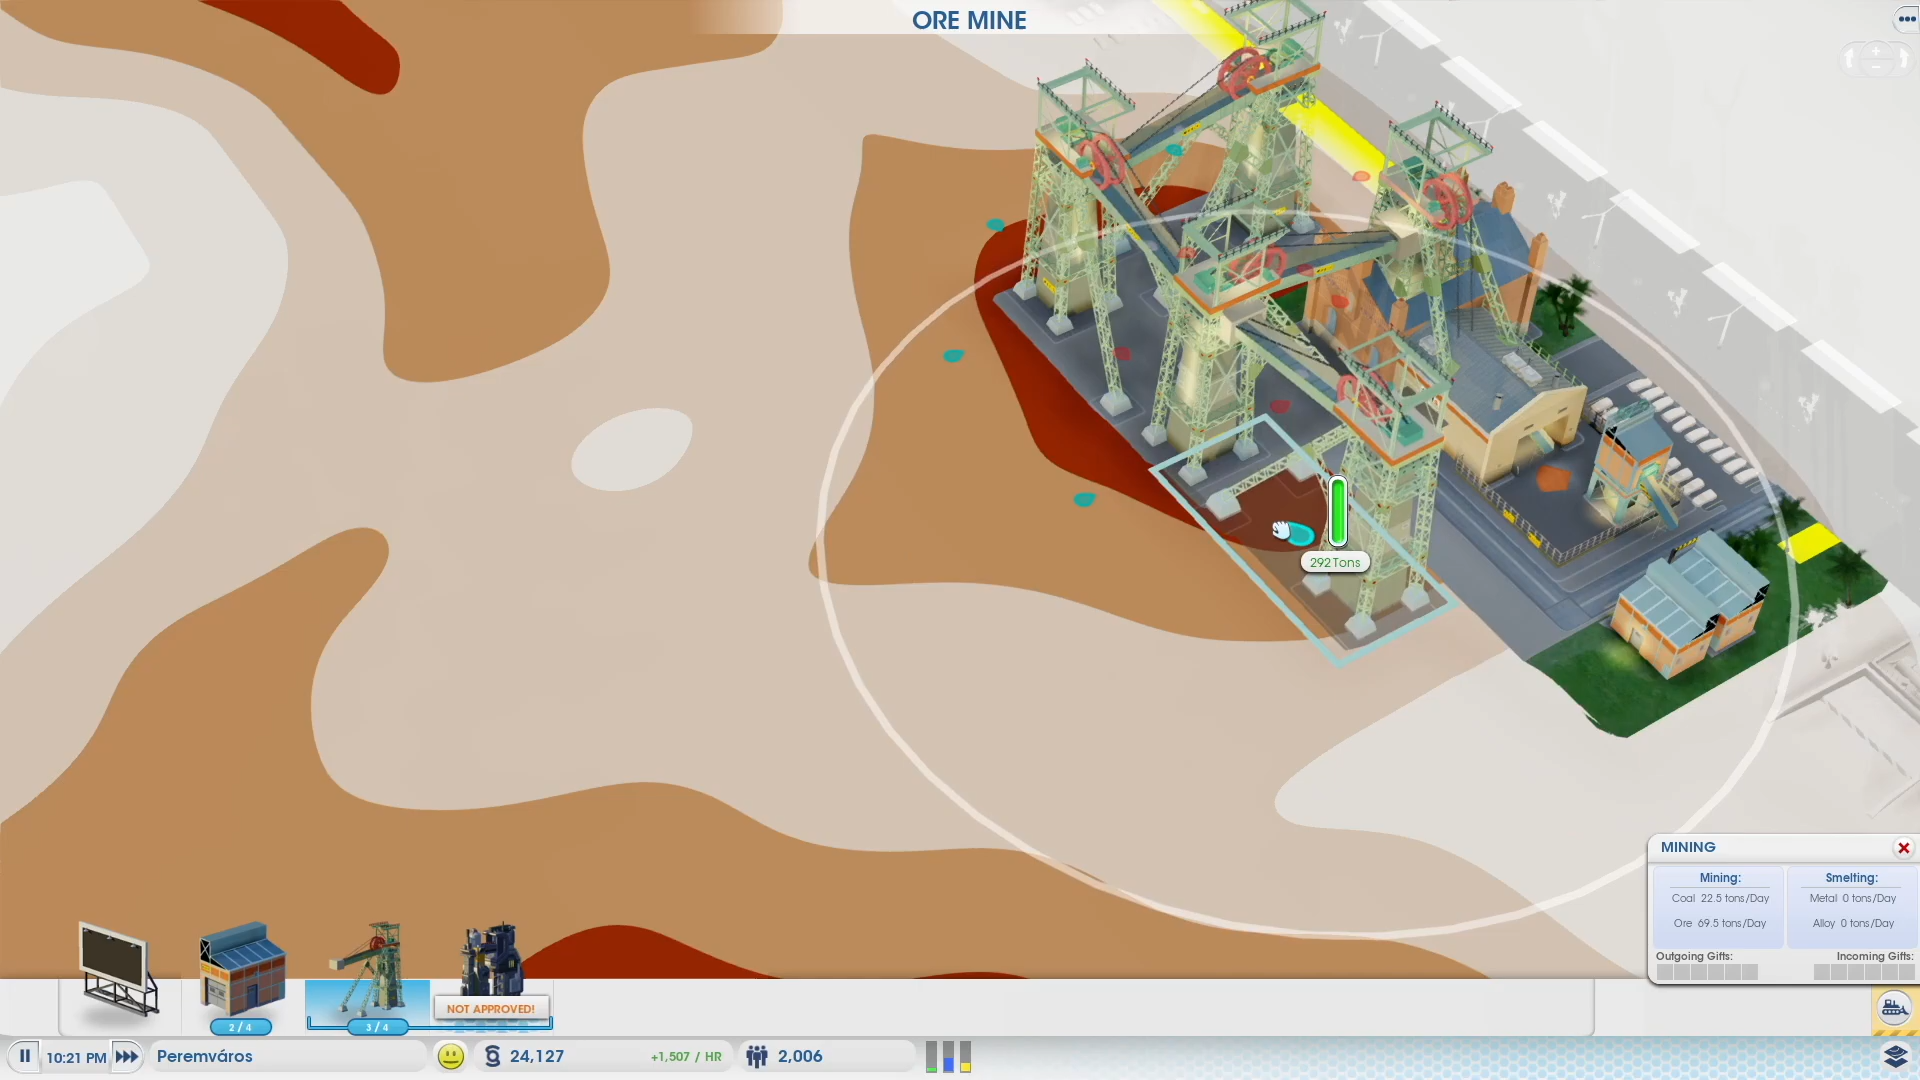 ORE MINE
292 Tons
MINING
Mining:
Smelting:
Coal 22.5 tons/Day
Metal 0 tons/Day
Ore 69.5 tons/Day
Alloy 0 tons/Day
Outgoing Gifts:
Incoming Gifts:
NOT APPROVED!
2 / 4
3 / 4
10:21 PM
Peremváros
24,127
+1,507 / HR
2,006